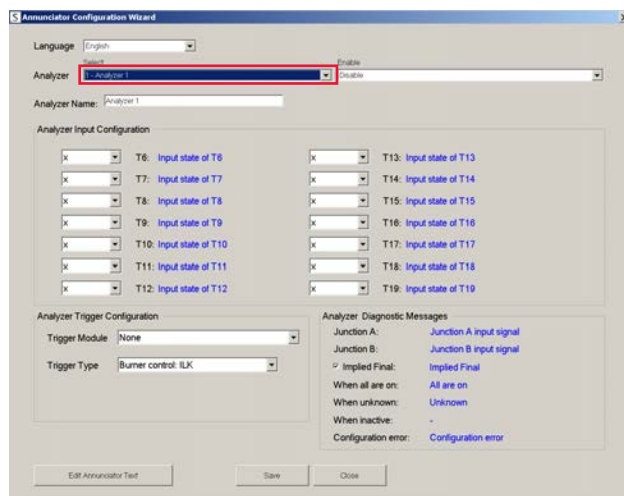 S Annunciator Configuration Wizard
Language English
Select Enable
Analyzer 1 - Analyzer 1 Disable
Analyzer Name: Analyzer 1
Analyzer Input Configuration
x T6: Input state of T6 x T13: Input state of T13
x T7: Input state of T7 x T14: Input state of T14
x T8: Input state of T8 x T15: Input state of T15
x T9: Input state of T9 x T16: Input state of T16
x T10: Input state of T10 x T17: Input state of T17
x T11: Input state of T11 x T18: Input state of T18
x T12: Input state of T12 x T19: Input state of T19
Analyzer Trigger Configuration
Trigger Module None
Trigger Type Burner control: ILK
Analyzer Diagnostic Messages
Junction A: Junction A input signal
Junction B: Junction B input signal
Implied Final: Implied Final
When all are on: All are on
When unknown: Unknown
When inactive: -
Configuration error: Configuration error
Edit Annunciator Text Save Close